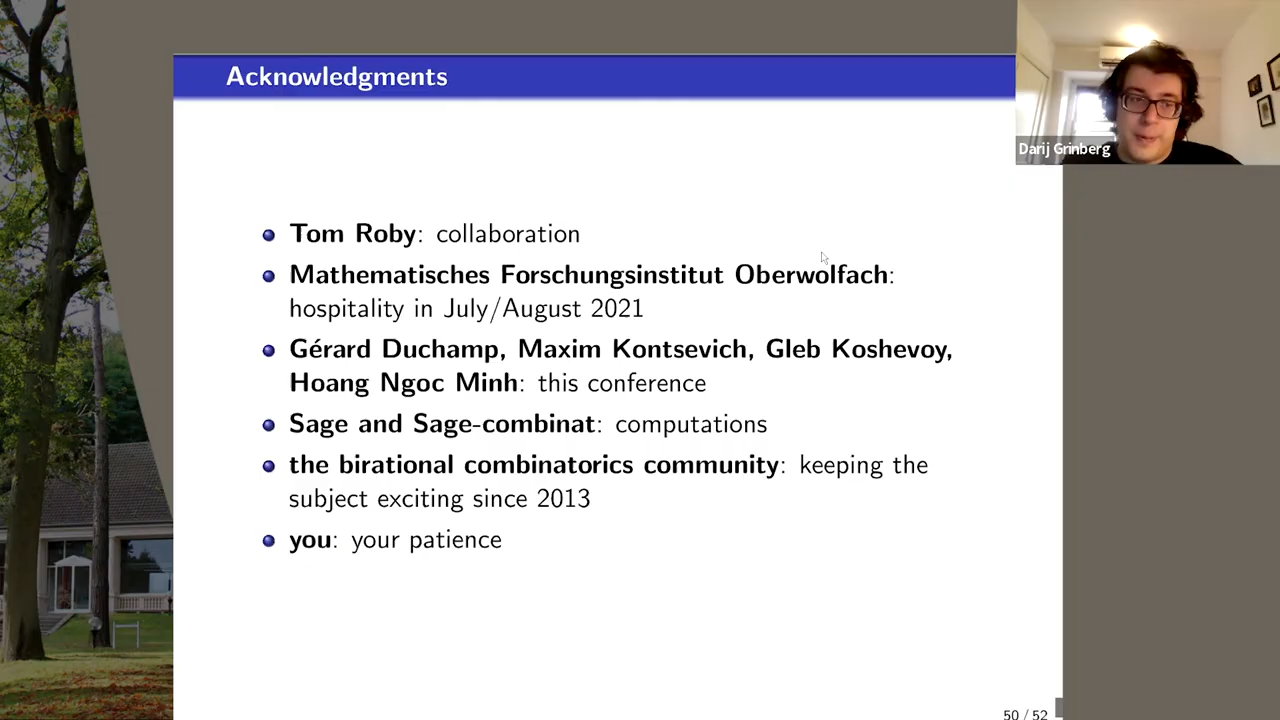 Acknowledgments
Darij Grinberg
Tom Roby: collaboration
Mathematisches Forschungsinstitut Oberwolfach:
hospitality in July/August 2021
Gérard Duchamp, Maxim Kontsevich, Gleb Koshevoy,
Hoang Ngoc Minh: this conference
Sage and Sage-combinat: computations
the birational combinatorics community: keeping the
subject exciting since 2013
you: your patience
50 / 52